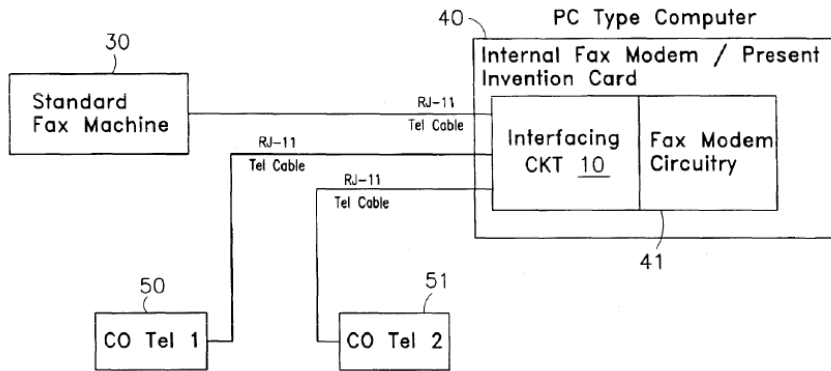 40
PC Type Computer
30
Internal Fax Modem / Present
Invention Card
Standard
Fax Machine
RJ-11
Tel Cable
Interfacing
CKT 10
Fax Modem
Circuitry
RJ-11
Tel Cable
RJ-11
Tel Cable
41
50
51
CO Tel 1
CO Tel 2